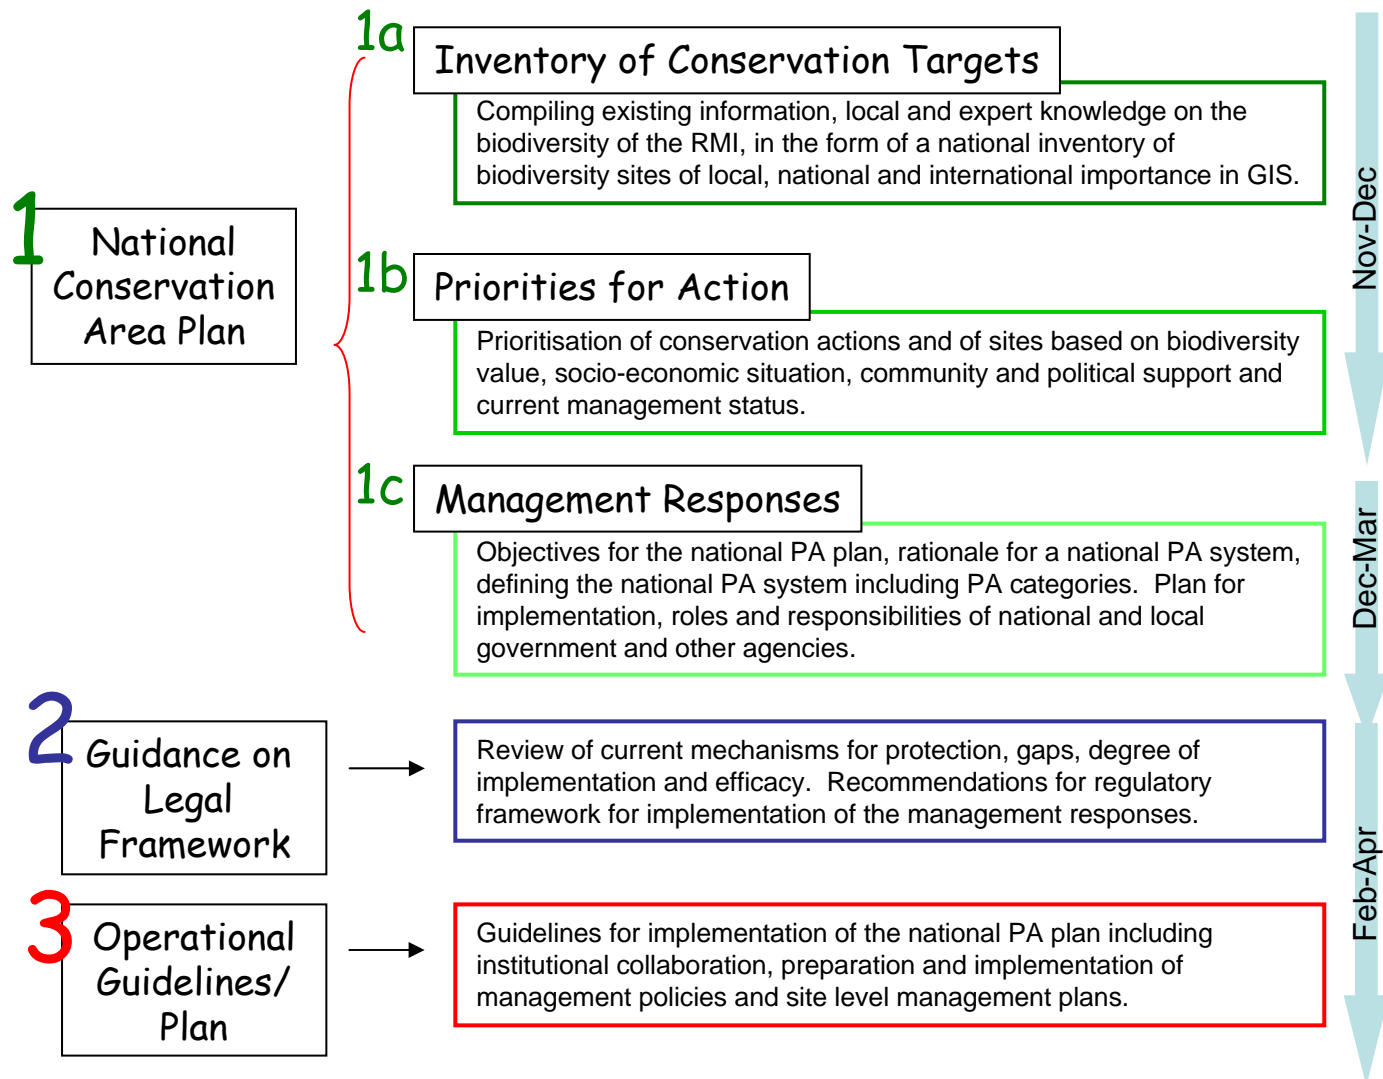 1a
Inventory of Conservation Targets
Compiling existing information, local and expert knowledge on the
biodiversity of the RMI, in the form of a national inventory of
biodiversity sites of local, national and international importance in GIS.
Nov-Dec
1
National
Conservation
Area Plan
1b
Priorities for Action
Prioritisation of conservation actions and of sites based on biodiversity
value, socio-economic situation, community and political support and
current management status.
1c
Management Responses
Objectives for the national PA plan, rationale for a national PA system,
defining the national PA system including PA categories.  Plan for
implementation, roles and responsibilities of national and local
government and other agencies.
Dec-Mar
2
Guidance on
Legal
Framework
Review of current mechanisms for protection, gaps, degree of
implementation and efficacy.  Recommendations for regulatory
framework for implementation of the management responses.
Feb-Apr
3
Operational
Guidelines/
Plan
Guidelines for implementation of the national PA plan including
institutional collaboration, preparation and implementation of
management policies and site level management plans.